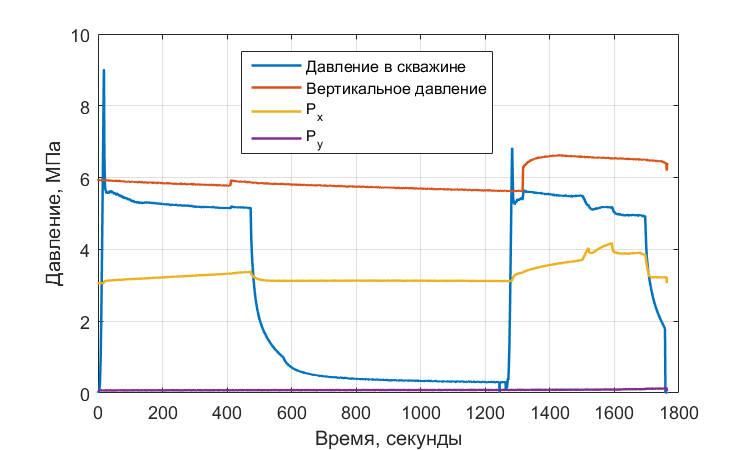 Давление в скважине
Вертикальное давление
Px
Py
10
8
6
4
2
0
Давление, МПа
0 200 400 600 800 1000 1200 1400 1600 1800
Время, секунды